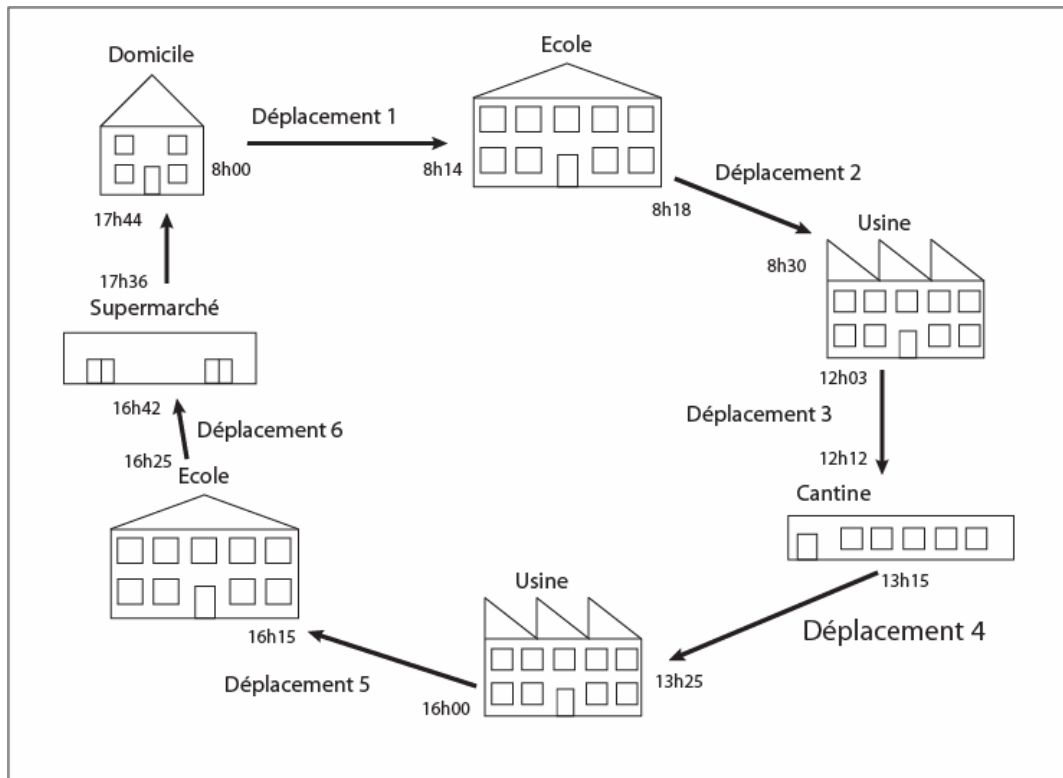 Domicile
Ecole
Déplacement 1
8h00
8h14
Déplacement 2
8h18
Usine
8h30
17h44
17h36
Supermarché
12h03
Déplacement 3
16h42
Déplacement 6
16h25
Ecole
12h12
Cantine
13h15
Déplacement 4
Usine
16h15
Déplacement 5
16h00
13h25